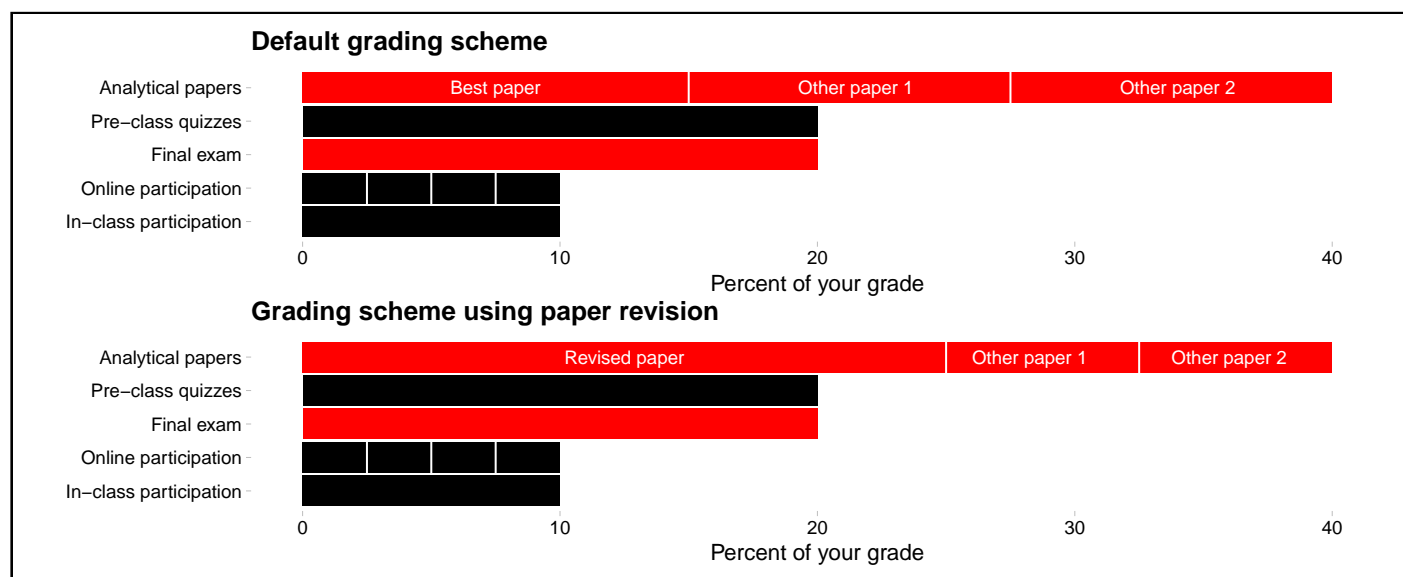 Default grading scheme
Analytical papers Best paper Other paper 1 Other paper 2
Pre−class quizzes
Final exam
Online participation
In−class participation
0 10 20 30 40
Percent of your grade
Grading scheme using paper revision
Analytical papers Revised paper Other paper 1 Other paper 2
Pre−class quizzes
Final exam
Online participation
In−class participation
0 10 20 30 40
Percent of your grade